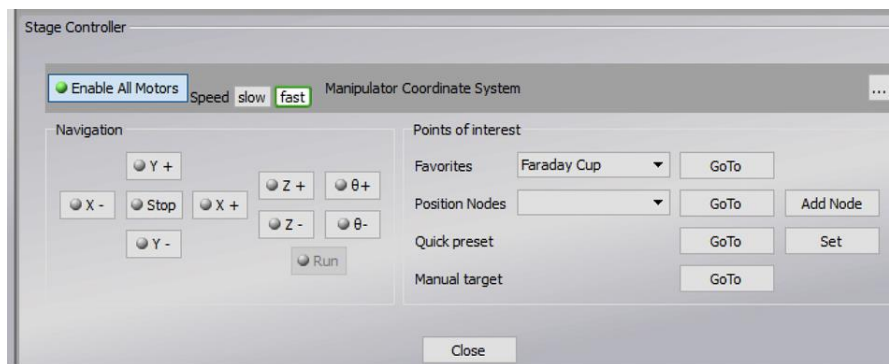 Stage Controller
Enable All Motors Speed slow fast Manipulator Coordinate System ...
Navigation
Y +
X - Stop X +
Y -
Z + θ+
Z - θ-
Run
Points of interest
Favorites Faraday Cup GoTo
Position Nodes GoTo Add Node
Quick preset GoTo Set
Manual target GoTo
Close